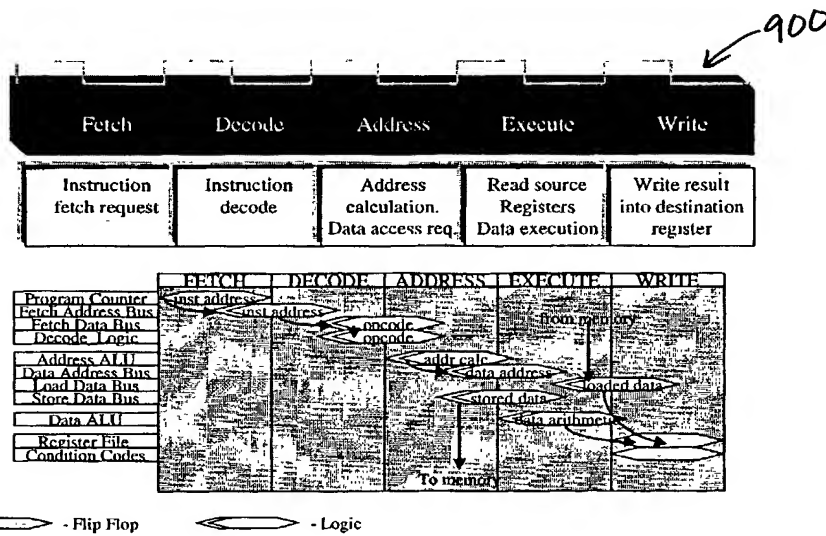 900
Fetch Decode Address Execute Write
Instruction fetch request
Instruction decode
Address calculation. Data access req.
Read source Registers Data execution
Write result into destination register
FETCH DECODE ADDRESS EXECUTE WRITE
Program Counter inst address
Fetch Address Bus inst address
Fetch Data Bus opcode
Decode Logic opcode
from memory
Address ALU addr calc
Data Address Bus data address
Load Data Bus loaded data
Store Data Bus stored data
Data ALU data arithmetic
Register File
Condition Codes
To memory
- Flip Flop - Logic